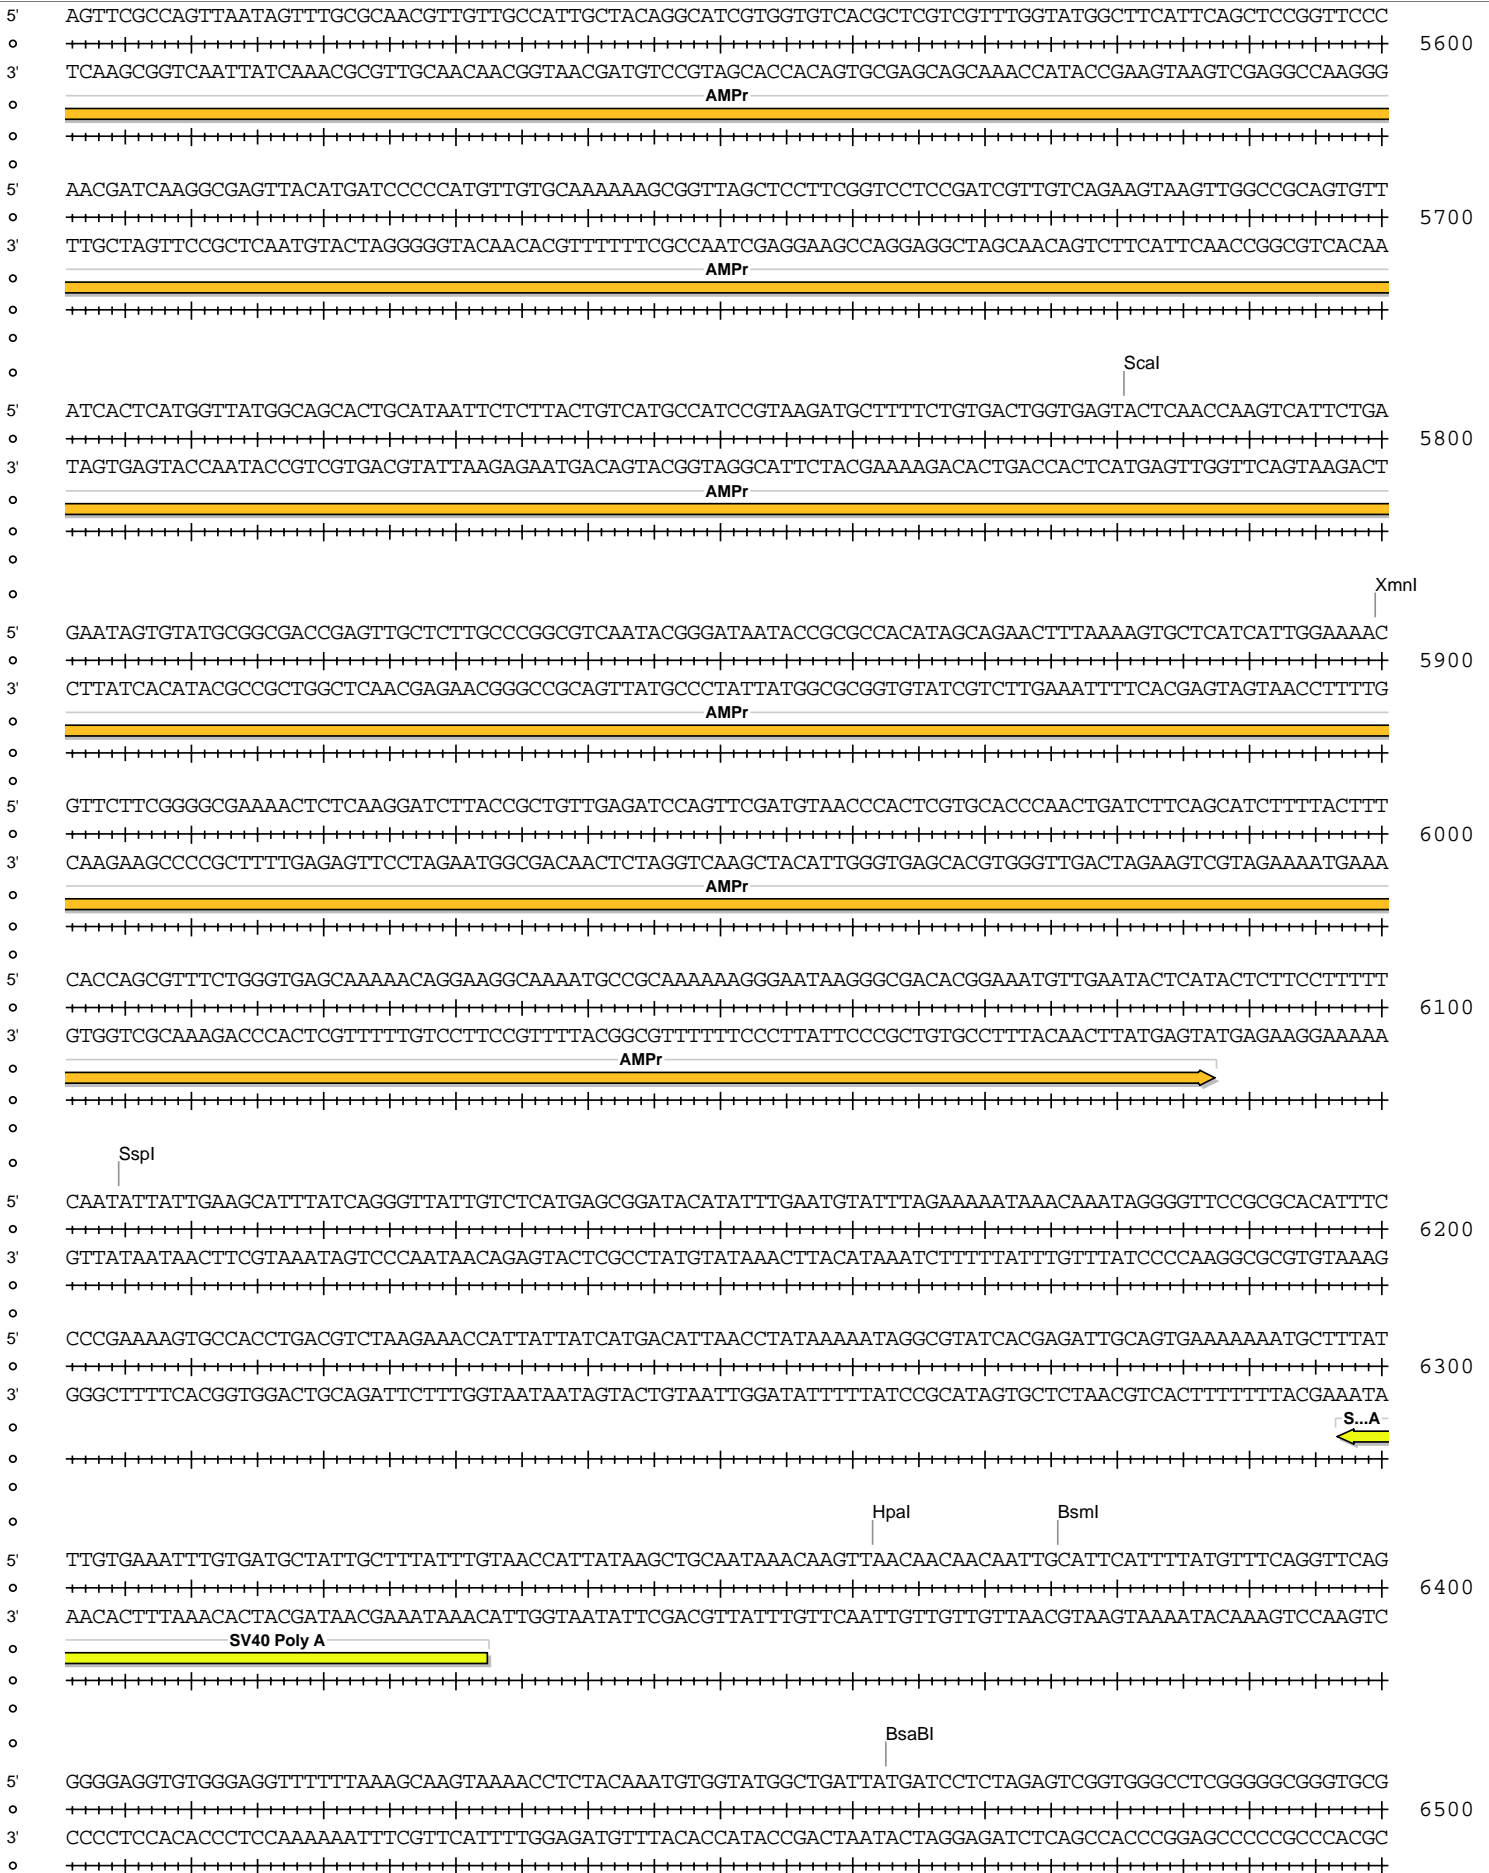 5' AGTTCGCCAGTTAATAGTTTGCGCAACGTTGTTGCCATTGCTACAGGCATCGTGGTGTCACGCTCGTCGTTTGGTATGGCTTCATTCAGCTCCGGTTCCC
5600
3' TCAAGCGGTCAATTATCAAACGCGTTGCAACAACGGTAACGATGTCCGTAGCACCACAGTGCGAGCAGCAAACCATACCGAAGTAAGTCGAGGCCAAGGG
AMPr
5' AACGATCAAGGCGAGTTACATGATCCCCCATGTTGTGCAAAAAAGCGGTTAGCTCCTTCGGTCCTCCGATCGTTGTCAGAAGTAAGTTGGCCGCAGTGTT
5700
3' TTGCTAGTTCCGCTCAATGTACTAGGGGGTACAACACGTTTTTTCGCCAATCGAGGAAGCCAGGAGGCTAGCAACAGTCTTCATTCAACCGGCGTCACAA
AMPr
ScaI
5' ATCACTCATGGTTATGGCAGCACTGCATAATTCTCTTACTGTCATGCCATCCGTAAGATGCTTTTCTGTGACTGGTGAGTACTCAACCAAGTCATTCTGA
5800
3' TAGTGAGTACCAATACCGTCGTGACGTATTAAGAGAATGACAGTACGGTAGGCATTCTACGAAAAGACACTGACCACTCATGAGTTGGTTCAGTAAGACT
AMPr
XmnI
5' GAATAGTGTATGCGGCGACCGAGTTGCTCTTGCCCGGCGTCAATACGGGATAATACCGCGCCACATAGCAGAACTTTAAAAGTGCTCATCATTGGAAAAC
5900
3' CTTATCACATACGCCGCTGGCTCAACGAGAACGGGCCGCAGTTATGCCCTATTATGGCGCGGTGTATCGTCTTGAAATTTTCACGAGTAGTAACCTTTTG
AMPr
5' GTTCTTCGGGGCGAAAACTCTCAAGGATCTTACCGCTGTTGAGATCCAGTTCGATGTAACCCACTCGTGCACCCAACTGATCTTCAGCATCTTTTACTTT
6000
3' CAAGAAGCCCCGCTTTTGAGAGTTCCTAGAATGGCGACAACTCTAGGTCAAGCTACATTGGGTGAGCACGTGGGTTGACTAGAAGTCGTAGAAAATGAAA
AMPr
5' CACCAGCGTTTCTGGGTGAGCAAAAACAGGAAGGCAAAATGCCGCAAAAAAGGGAATAAGGGCGACACGGAAATGTTGAATACTCATACTCTTCCTTTTT
6100
3' GTGGTCGCAAAGACCCACTCGTTTTTGTCCTTCCGTTTTACGGCGTTTTTTCCCTTATTCCCGCTGTGCCTTTACAACTTATGAGTATGAGAAGGAAAAA
AMPr
SspI
5' CAATATTATTGAAGCATTTATCAGGGTTATTGTCTCATGAGCGGATACATATTTGAATGTATTTAGAAAAATAAACAAATAGGGGTTCCGCGCACATTTC
6200
3' GTTATAATAACTTCGTAAATAGTCCCAATAACAGAGTACTCGCCTATGTATAAACTTACATAAATCTTTTTATTTGTTTATCCCCAAGGCGCGTGTAAAG
5' CCCGAAAAGTGCCACCTGACGTCTAAGAAACCATTATTATCATGACATTAACCTATAAAAATAGGCGTATCACGAGATTGCAGTGAAAAAAATGCTTTAT
6300
3' GGGCTTTTCACGGTGGACTGCAGATTCTTTGGTAATAATAGTACTGTAATTGGATATTTTTATCCGCATAGTGCTCTAACGTCACTTTTTTTACGAAATA
S...A
HpaI BsmI
5' TTGTGAAATTTGTGATGCTATTGCTTTATTTGTAACCATTATAAGCTGCAATAAACAAGTTAACAACAACAATTGCATTCATTTTATGTTTCAGGTTCAG
6400
3' AACACTTTAAACACTACGATAACGAAATAAACATTGGTAATATTCGACGTTATTTGTTCAATTGTTGTTGTTAACGTAAGTAAAATACAAAGTCCAAGTC
SV40 Poly A
BsaBI
5' GGGGAGGTGTGGGAGGTTTTTTAAAGCAAGTAAAACCTCTACAAATGTGGTATGGCTGATTATGATCCTCTAGAGTCGGTGGGCCTCGGGGGCGGGTGCG
6500
3' CCCCTCCACACCCTCCAAAAAATTTCGTTCATTTTGGAGATGTTTACACCATACCGACTAATACTAGGAGATCTCAGCCACCCGGAGCCCCCGCCCACGC